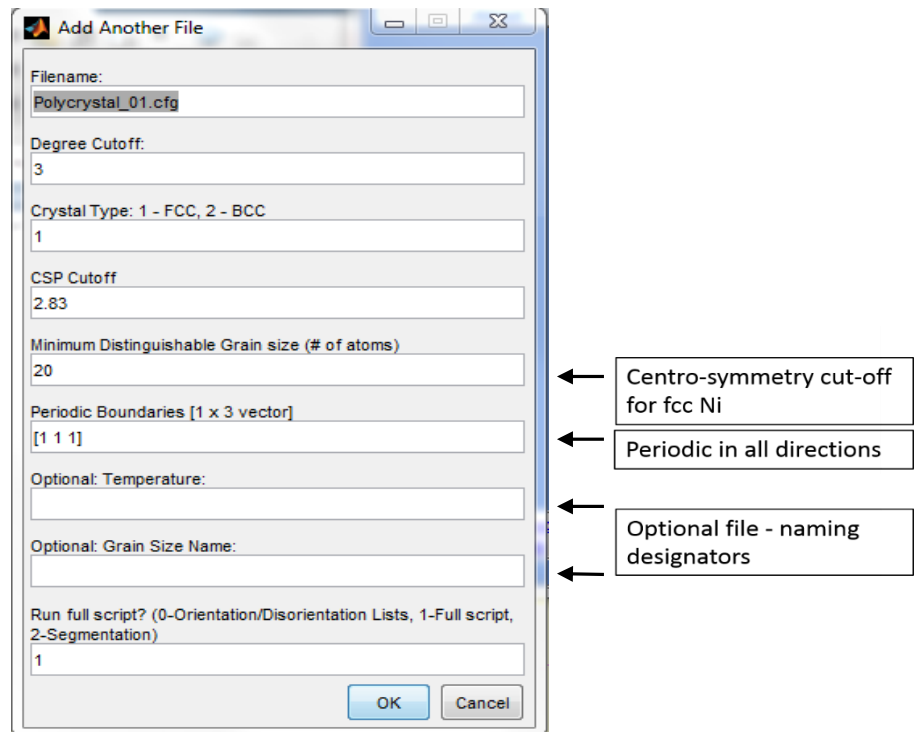 Add Another File
Filename:
Polycrystal_01.cfg
Degree Cutoff:
3
Crystal Type: 1 - FCC, 2 - BCC
1
CSP Cutoff
2.83
Minimum Distinguishable Grain size (# of atoms)
20
Periodic Boundaries [1 x 3 vector]
[1 1 1]
Optional: Temperature:
Optional: Grain Size Name:
Run full script? (0-Orientation/Disorientation Lists, 1-Full script,
2-Segmentation)
1
OK
Cancel
Centro-symmetry cut-off
for fcc Ni
Periodic in all directions
Optional file - naming
designators